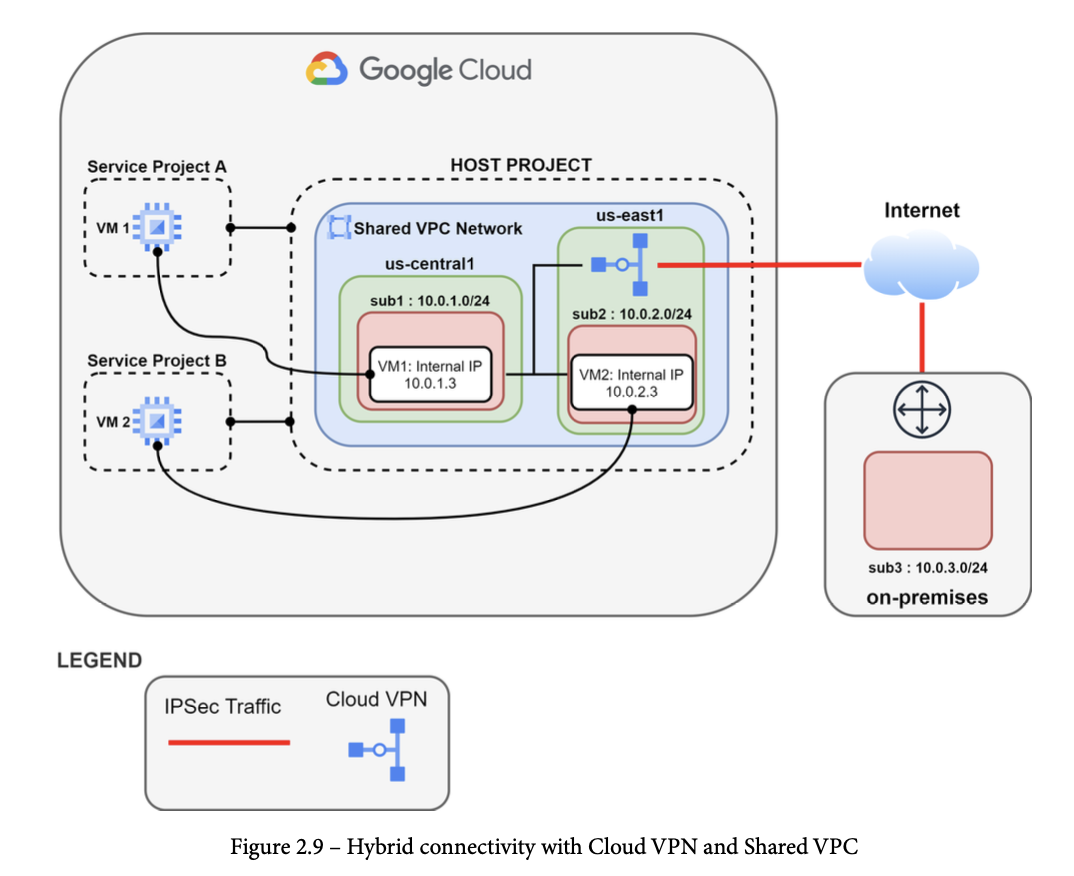 Google Cloud
Service Project A
VM 1
HOST PROJECT
Shared VPC Network
us-central1
sub1 : 10.0.1.0/24
VM1: Internal IP
10.0.1.3
us-east1
sub2 : 10.0.2.0/24
VM2: Internal IP
10.0.2.3
Service Project B
VM 2
Internet
sub3 : 10.0.3.0/24
on-premises
LEGEND
IPSec Traffic
Cloud VPN
Figure 2.9 – Hybrid connectivity with Cloud VPN and Shared VPC